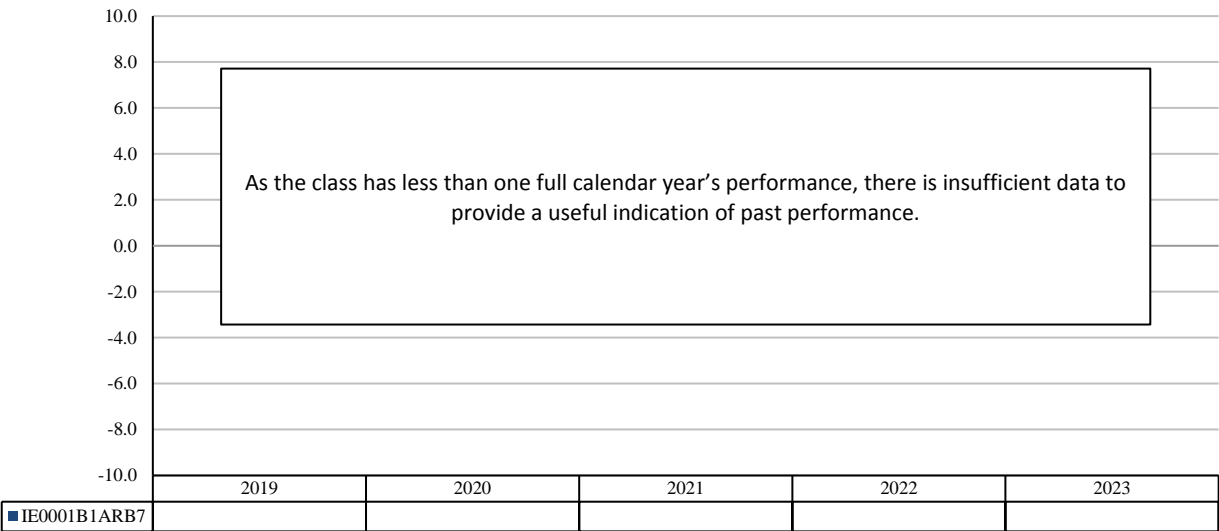 10.0
8.0
6.0
4.0
2.0
0.0
-2.0
-4.0
-6.0
-8.0
-10.0
As the class has less than one full calendar year’s performance, there is insufficient data to
provide a useful indication of past performance.
2019 2020 2021 2022 2023
IE0001B1ARB7